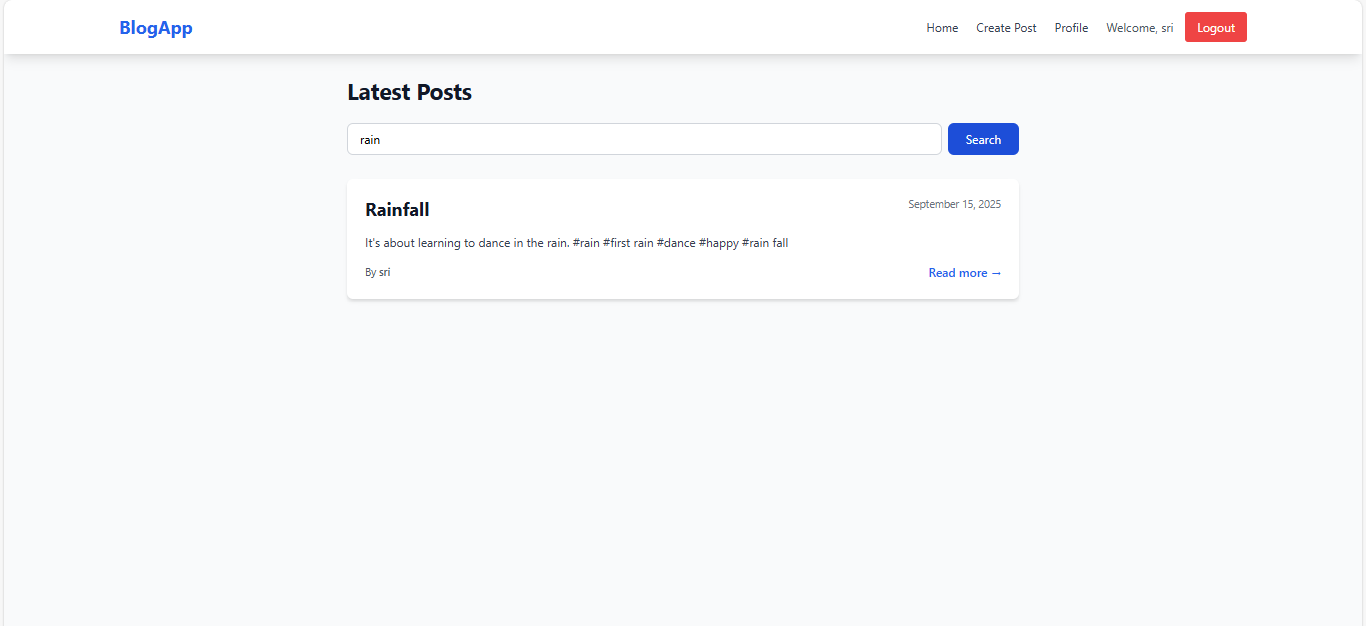 BlogApp
Home Create Post Profile Welcome, sri Logout
Latest Posts
rain Search
Rainfall September 15, 2025
It's about learning to dance in the rain. #rain #first rain #dance #happy #rain fall
By sri Read more →